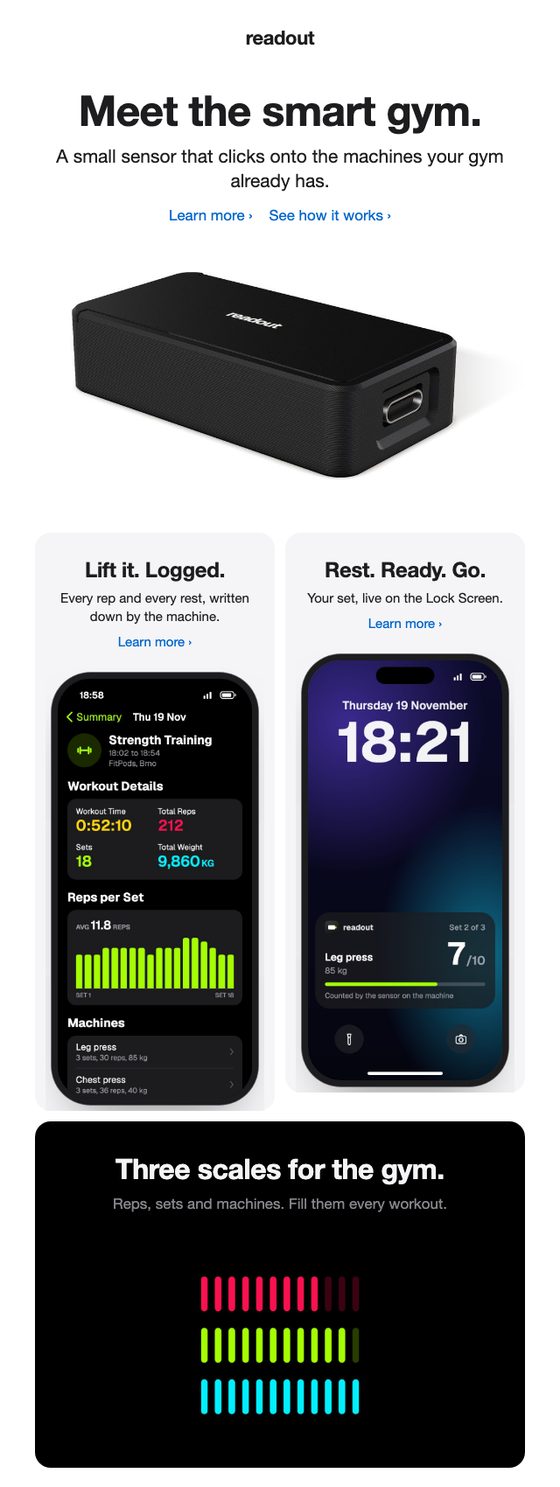 readout
Meet the smart gym.
A small sensor that clicks onto the machines your gym
already has.
Learn more › See how it works ›
readout
Lift it. Logged.
Every rep and every rest, written
down by the machine.
Learn more ›
18:58
Summary Thu 19 Nov
Strength Training
18:02 to 18:54
FitPods, Brno
Workout Details
Workout Time Total Reps
0:52:10 212
Sets Total Weight
18 9,860KG
Reps per Set
AVG 11.8 REPS
SET 1 SET 18
Machines
Leg press
3 sets, 30 reps, 85 kg
Chest press
3 sets, 36 reps, 40 kg
Rest. Ready. Go.
Your set, live on the Lock Screen.
Learn more ›
Thursday 19 November
18:21
readout Set 2 of 3
Leg press 7/10
85 kg
Counted by the sensor on the machine
Three scales for the gym.
Reps, sets and machines. Fill them every workout.